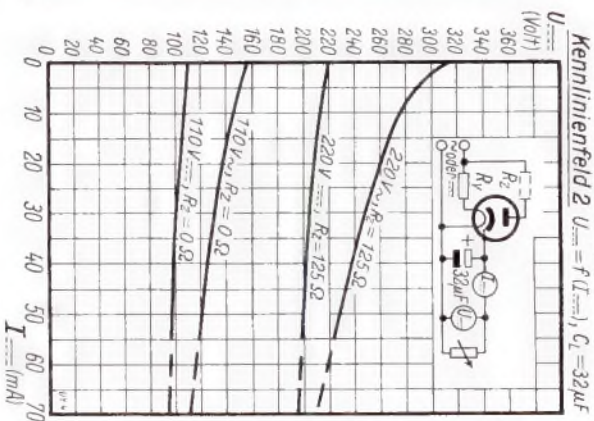 Kennlinienfeld 2 U = f (I), C_L = 32µF
U
(Volt)
360
340
320
300
280
260
240
220
200
180
160
140
120
100
80
60
40
20
0
0 10 20 30 40 50 60 70
I (mA)
220V~, R_Z = 125Ω
220V, R_Z = 125Ω
110V~, R_Z = 0Ω
110V, R_Z = 0Ω
~oder
R_Z
R_V
+
32µF
I
U